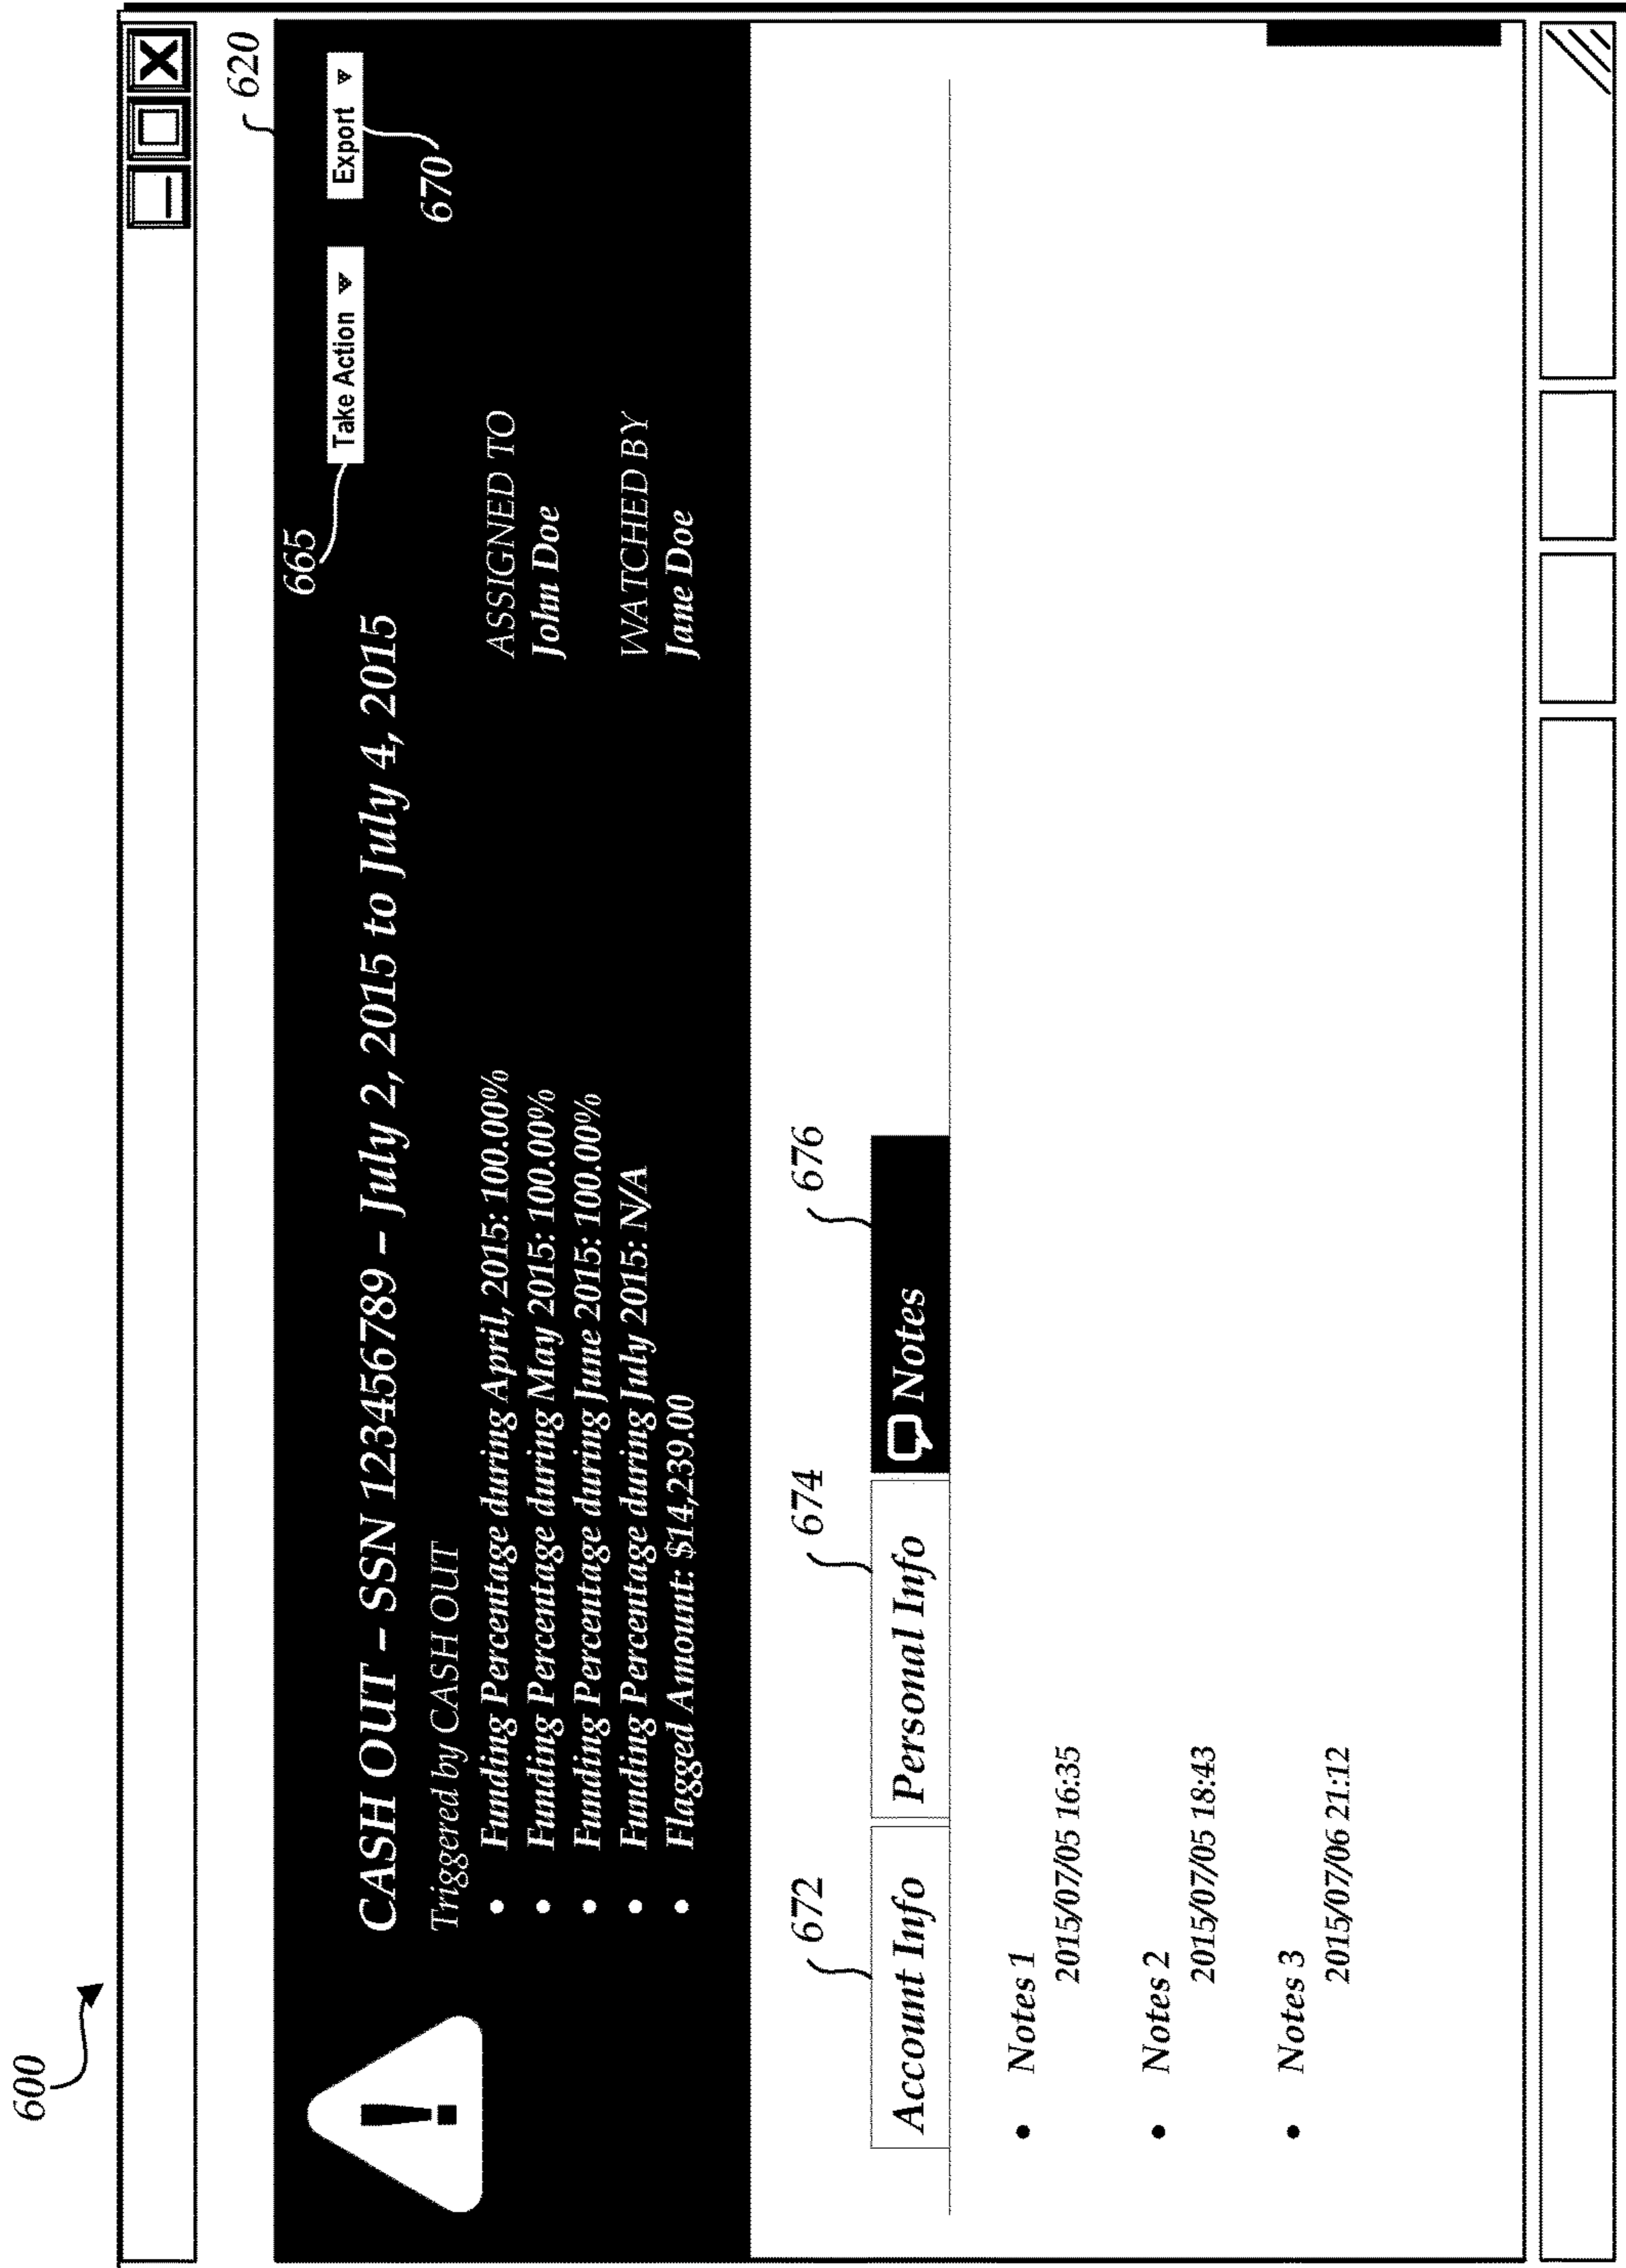 600
620
665
Take Action
Export
670
CASH OUT – SSN 123456789 – July 2, 2015 to July 4, 2015
Triggered by CASH OUT
• Funding Percentage during April, 2015: 100.00%
• Funding Percentage during May 2015: 100.00%
• Funding Percentage during June 2015: 100.00%
• Funding Percentage during July 2015: N/A
• Flagged Amount: $14,239.00
ASSIGNED TO
John Doe
WATCHED BY
Jane Doe
672
674
676
Account Info
Personal Info
Notes
• Notes 1
2015/07/05 16:35
• Notes 2
2015/07/05 18:43
• Notes 3
2015/07/06 21:12